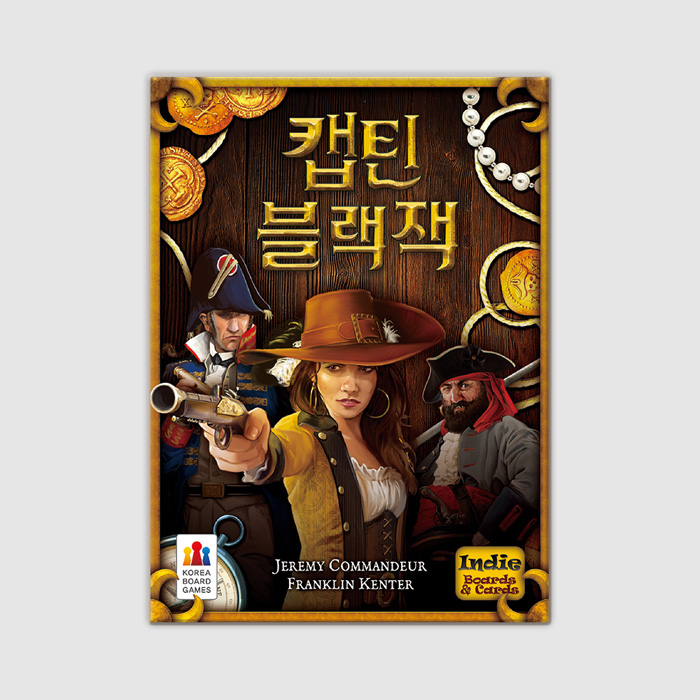 캡틴
블랙잭
JEREMY COMMANDEUR
FRANKLIN KENTER
KOREA
BOARD
GAMES
Indie
Boards
& Cards